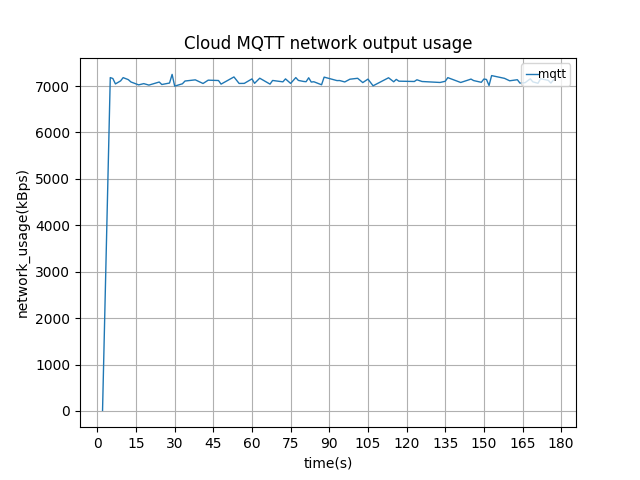 Cloud MQTT network output usage
mqtt
network_usage(kBps)
7000
6000
5000
4000
3000
2000
1000
0
0 15 30 45 60 75 90 105 120 135 150 165 180
time(s)